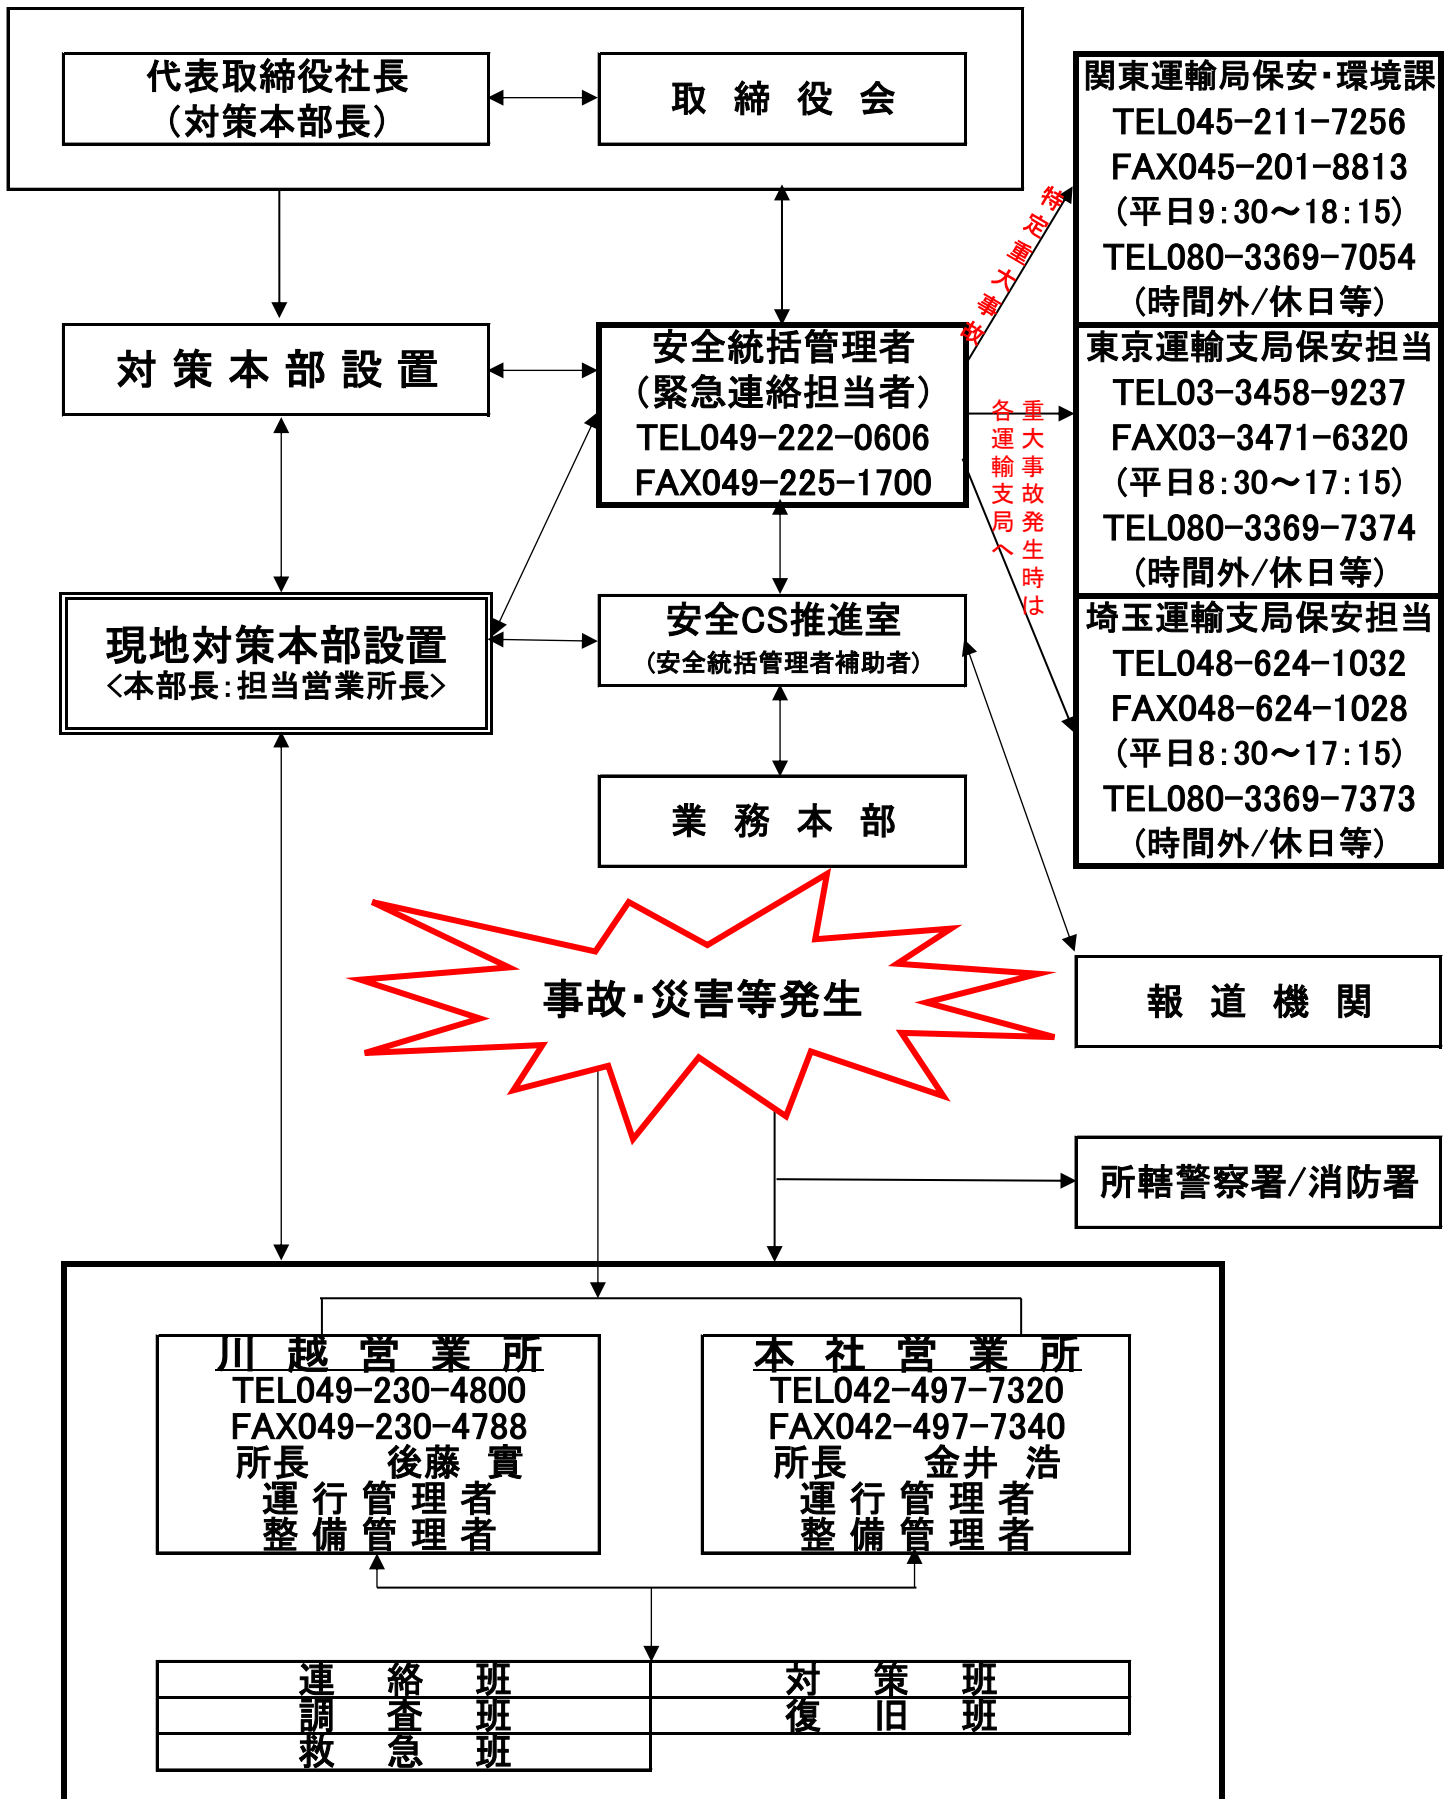 代表取締役社長
（対策本部長）
取 締 役 会
関東運輸局保安・環境課
TEL045-211-7256
FAX045-201-8813
（平日9：30～18：15）
TEL080-3369-7054
（時間外/休日等）
特定重大事故
対 策 本 部 設 置
安全統括管理者
（緊急連絡担当者）
TEL049-222-0606
FAX049-225-1700
重大事故発生時は
各運輸支局へ
東京運輸支局保安担当
TEL03-3458-9237
FAX03-3471-6320
（平日8：30～17：15）
TEL080-3369-7374
（時間外/休日等）
現地対策本部設置
<本部長：担当営業所長>
安全CS推進室
（安全統括管理者補助者）
埼玉運輸支局保安担当
TEL048-624-1032
FAX048-624-1028
（平日8：30～17：15）
TEL080-3369-7373
（時間外/休日等）
業 務 本 部
事故・災害等発生
報 道 機 関
所轄警察署/消防署
川 越 営 業 所
TEL049-230-4800
FAX049-230-4788
所長　　後藤 實
運 行 管 理 者
整 備 管 理 者
本 社 営 業 所
TEL042-497-7320
FAX042-497-7340
所長　　金井 浩
運 行 管 理 者
整 備 管 理 者
連 絡 班
対 策 班
調 査 班
復 旧 班
救 急 班